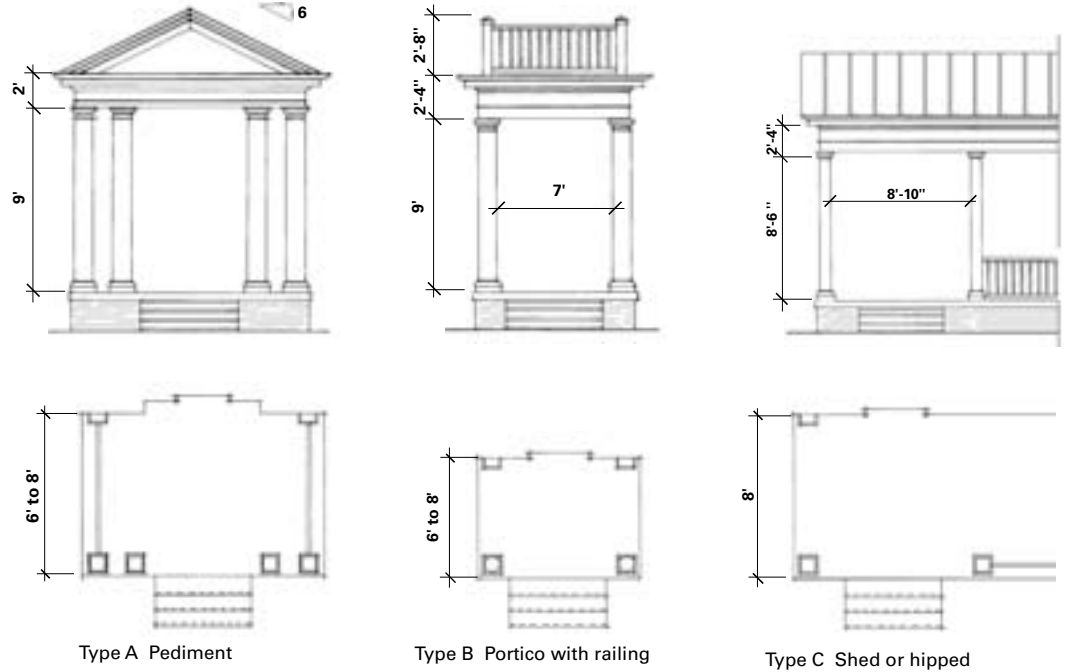 6
2'
9'
2'-8"
2'-4"
9'
7'
2'-4"
8'-6"
8'-10"
6' to 8'
6' to 8'
8'
Type A Pediment
Type B Portico with railing
Type C Shed or hipped